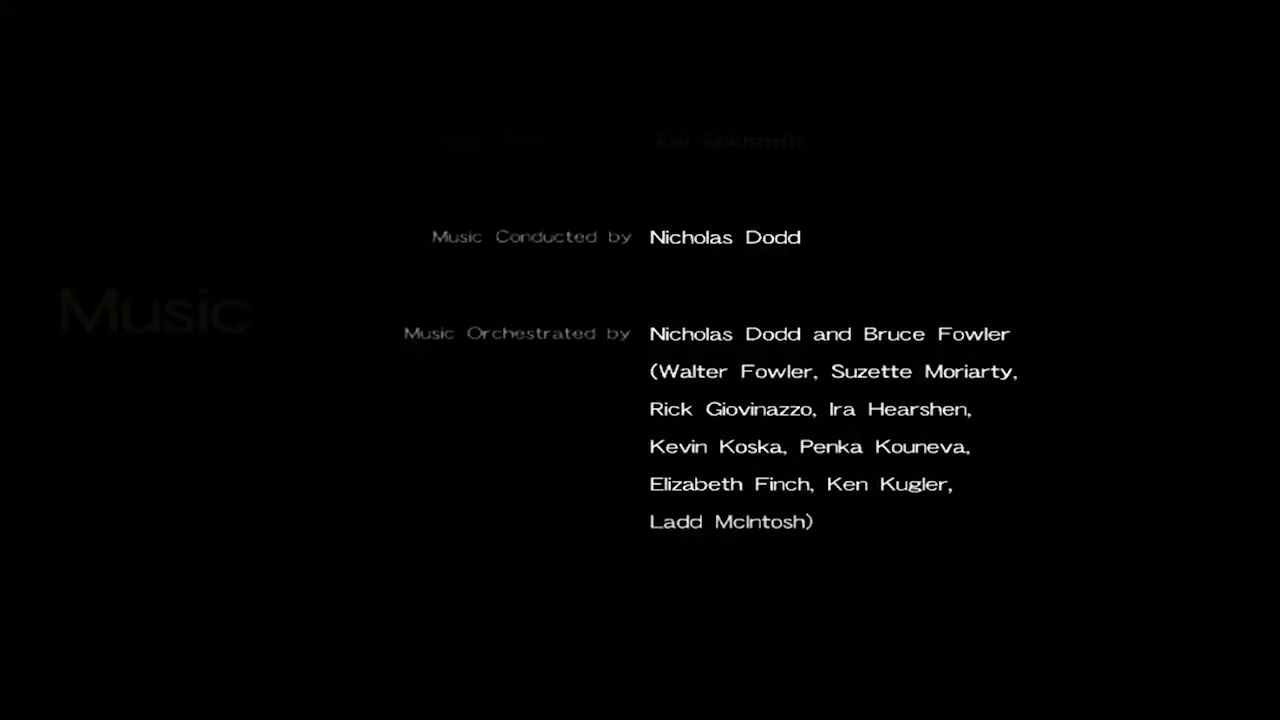 Goldsmith
Music Conducted by Nicholas Dodd
Music
Music Orchestrated by Nicholas Dodd and Bruce Fowler
(Walter Fowler, Suzette Moriarty,
Rick Giovinazzo, Ira Hearshen,
Kevin Koska, Penka Kouneva,
Elizabeth Finch, Ken Kugler,
Ladd McIntosh)